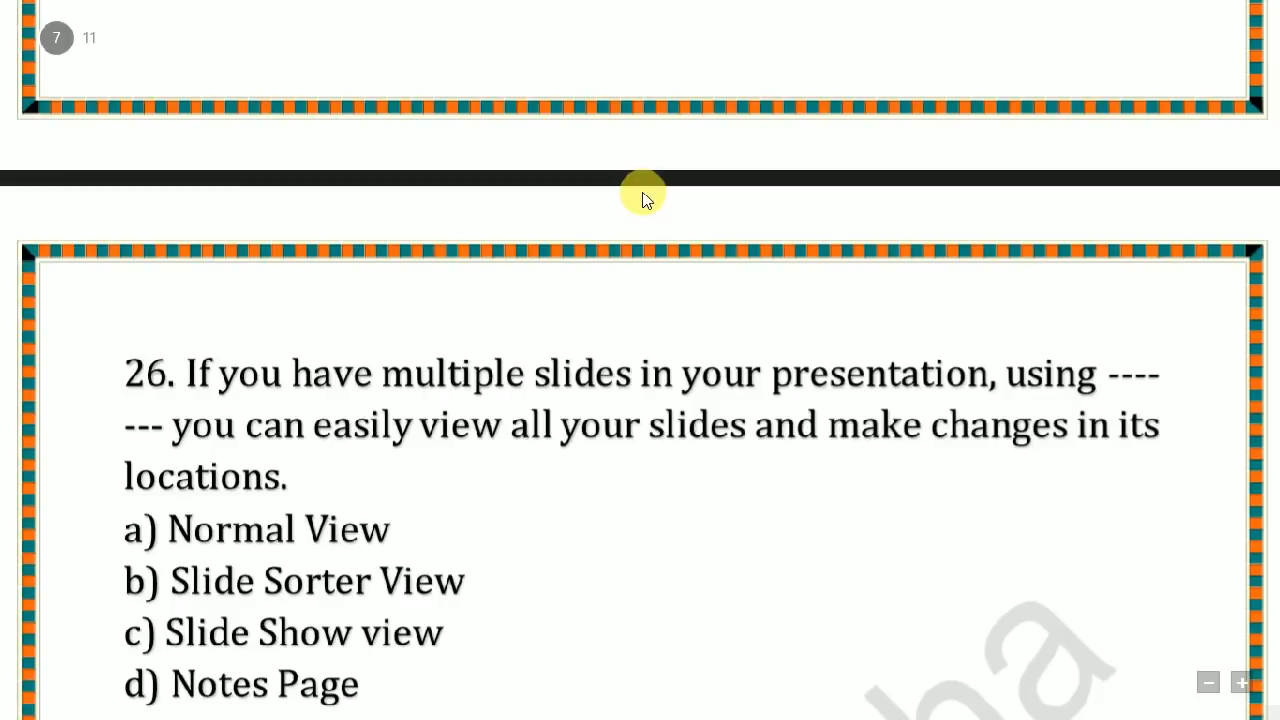 7 11
26. If you have multiple slides in your presentation, using ----
--- you can easily view all your slides and make changes in its
locations.
a) Normal View
b) Slide Sorter View
c) Slide Show view
d) Notes Page